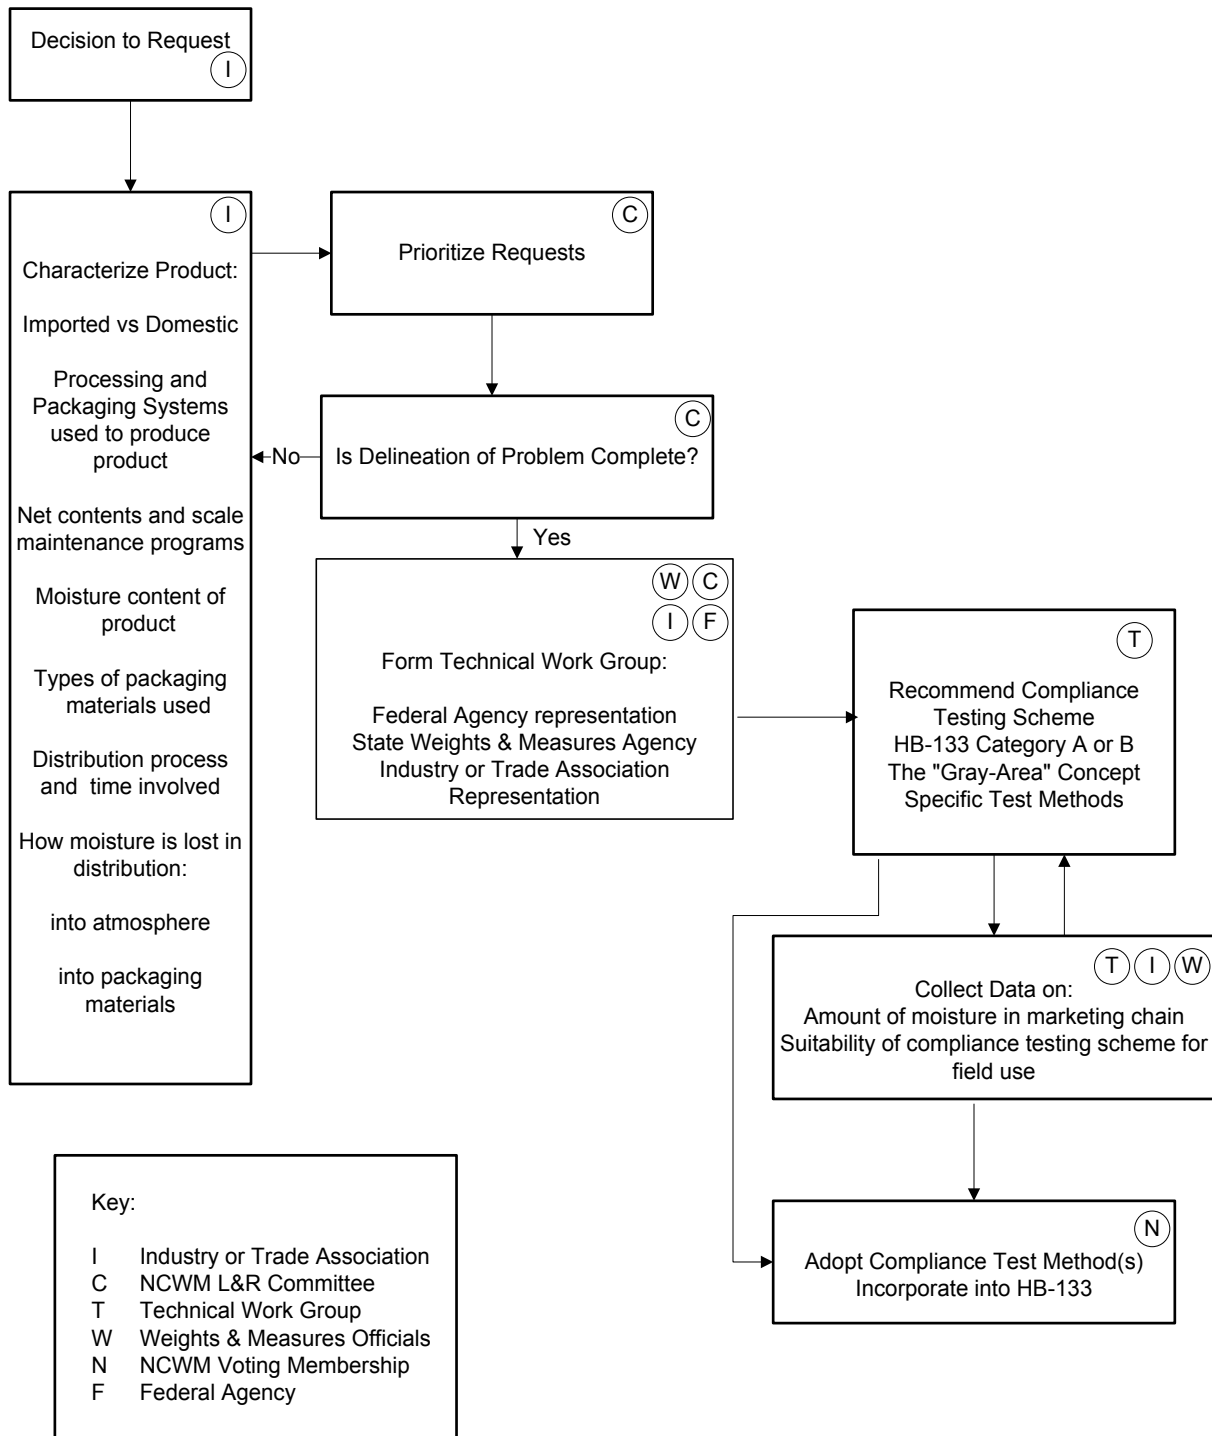 Decision to Request
I
I
Characterize Product:
Imported vs Domestic
Processing and
Packaging Systems
used to produce
product
Net contents and scale
maintenance programs
Moisture content of
product
Types of packaging
materials used
Distribution process
and time involved
How moisture is lost in
distribution:
into atmosphere
into packaging
materials
C
Prioritize Requests
C
Is Delineation of Problem Complete?
No
Yes
W C
I F
Form Technical Work Group:
Federal Agency representation
State Weights & Measures Agency
Industry or Trade Association
Representation
T
Recommend Compliance
Testing Scheme
HB-133 Category A or B
The "Gray-Area" Concept
Specific Test Methods
T I W
Collect Data on:
Amount of moisture in marketing chain
Suitability of compliance testing scheme for
field use
N
Adopt Compliance Test Method(s)
Incorporate into HB-133
Key:
I Industry or Trade Association
C NCWM L&R Committee
T Technical Work Group
W Weights & Measures Officials
N NCWM Voting Membership
F Federal Agency